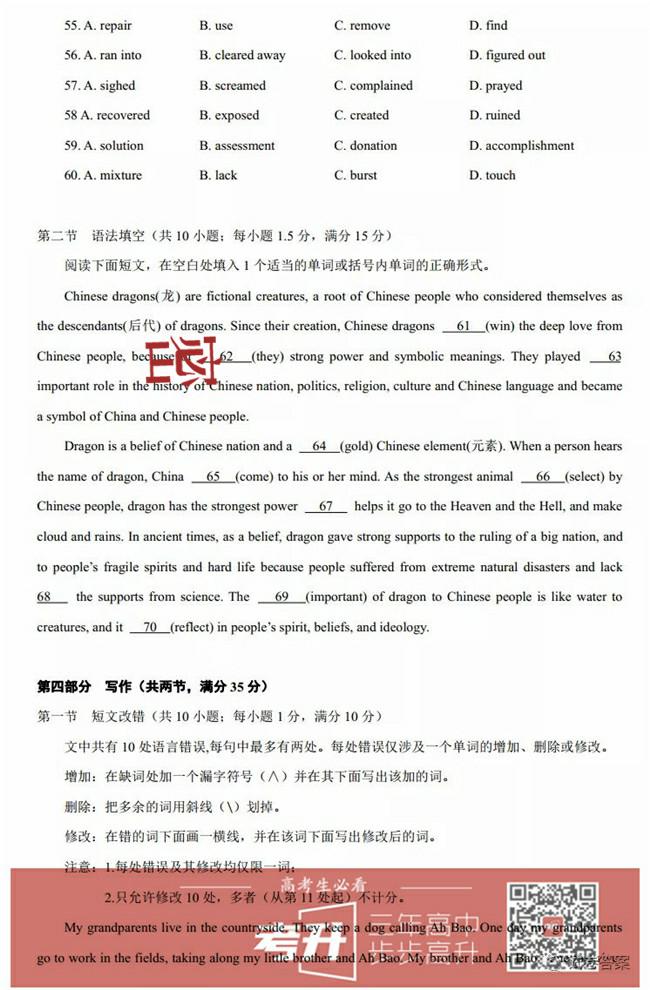 55. A. repair B. use C. remove D. find
56. A. ran into B. cleared away C. looked into D. figured out
57. A. sighed B. screamed C. complained D. prayed
58 A. recovered B. exposed C. created D. ruined
59. A. solution B. assessment C. donation D. accomplishment
60. A. mixture B. lack C. burst D. touch
第二节 语法填空（共 10 小题；每小题 1.5 分，满分 15 分）
阅读下面短文，在空白处填入 1 个适当的单词或括号内单词的正确形式。
Chinese dragons(龙) are fictional creatures, a root of Chinese people who considered themselves as
the descendants(后代) of dragons. Since their creation, Chinese dragons 61 (win) the deep love from
Chinese people, because 62 (they) strong power and symbolic meanings. They played 63
important role in the history of Chinese nation, politics, religion, culture and Chinese language and became
a symbol of China and Chinese people.
Dragon is a belief of Chinese nation and a 64 (gold) Chinese element(元素). When a person hears
the name of dragon, China 65 (come) to his or her mind. As the strongest animal 66 (select) by
Chinese people, dragon has the strongest power 67 helps it go to the Heaven and the Hell, and make
cloud and rains. In ancient times, as a belief, dragon gave strong supports to the ruling of a big nation, and
to people's fragile spirits and hard life because people suffered from extreme natural disasters and lack
68 the supports from science. The 69 (important) of dragon to Chinese people is like water to
creatures, and it 70 (reflect) in people's spirit, beliefs, and ideology.
第四部分 写作（共两节，满分 35 分）
第一节 短文改错（共 10 小题；每小题 1 分，满分 10 分）
文中共有 10 处语言错误,每句中最多有两处。每处错误仅涉及一个单词的增加、删除或修改。
增加：在缺词处加一个漏字符号（∧）并在其下面写出该加的词。
删除：把多余的词用斜线（\）划掉。
修改：在错的词下面画一横线，并在该词下面写出修改后的词。
注意：1.每处错误及其修改均仅限一词；
高考生必看
2.只允许修改 10 处，多者（从第 11 处起）不计分。
My grandparents live in the countryside. They keep a dog calling Ah Bao. One day my grandparents
考升 三年高中
步步高升
go to work in the fields, taking along my little brother and Ah Bao. My brother and Ah Bao